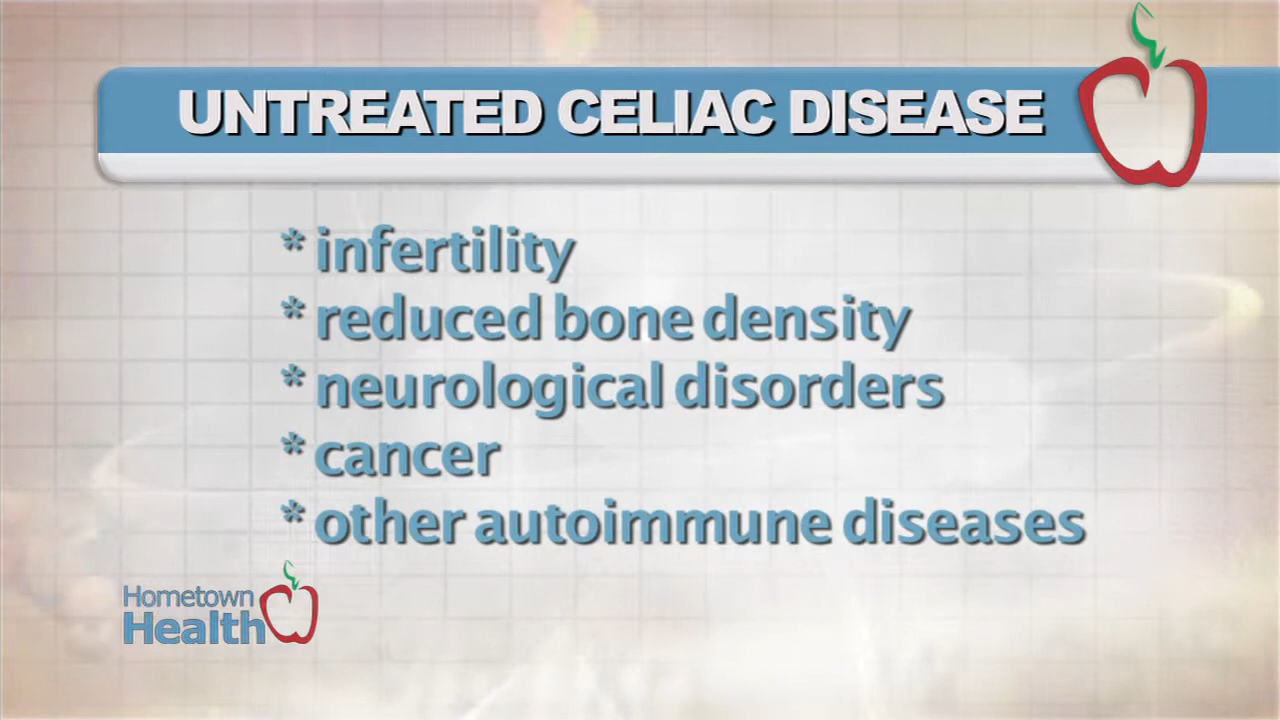 UNTREATED CELIAC DISEASE
* infertility
* reduced bone density
* neurological disorders
* cancer
* other autoimmune diseases
Hometown
Health